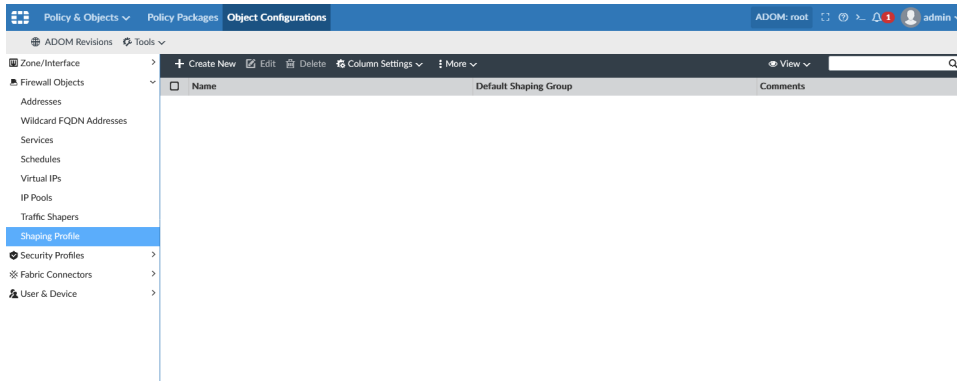 Policy & Objects Policy Packages Object Configurations ADOM: root 1 admin
ADOM Revisions Tools
Zone/Interface
Firewall Objects
Addresses
Wildcard FQDN Addresses
Services
Schedules
Virtual IPs
IP Pools
Traffic Shapers
Shaping Profile
Security Profiles
Fabric Connectors
User & Device
Create New Edit Delete Column Settings More View
Name Default Shaping Group Comments